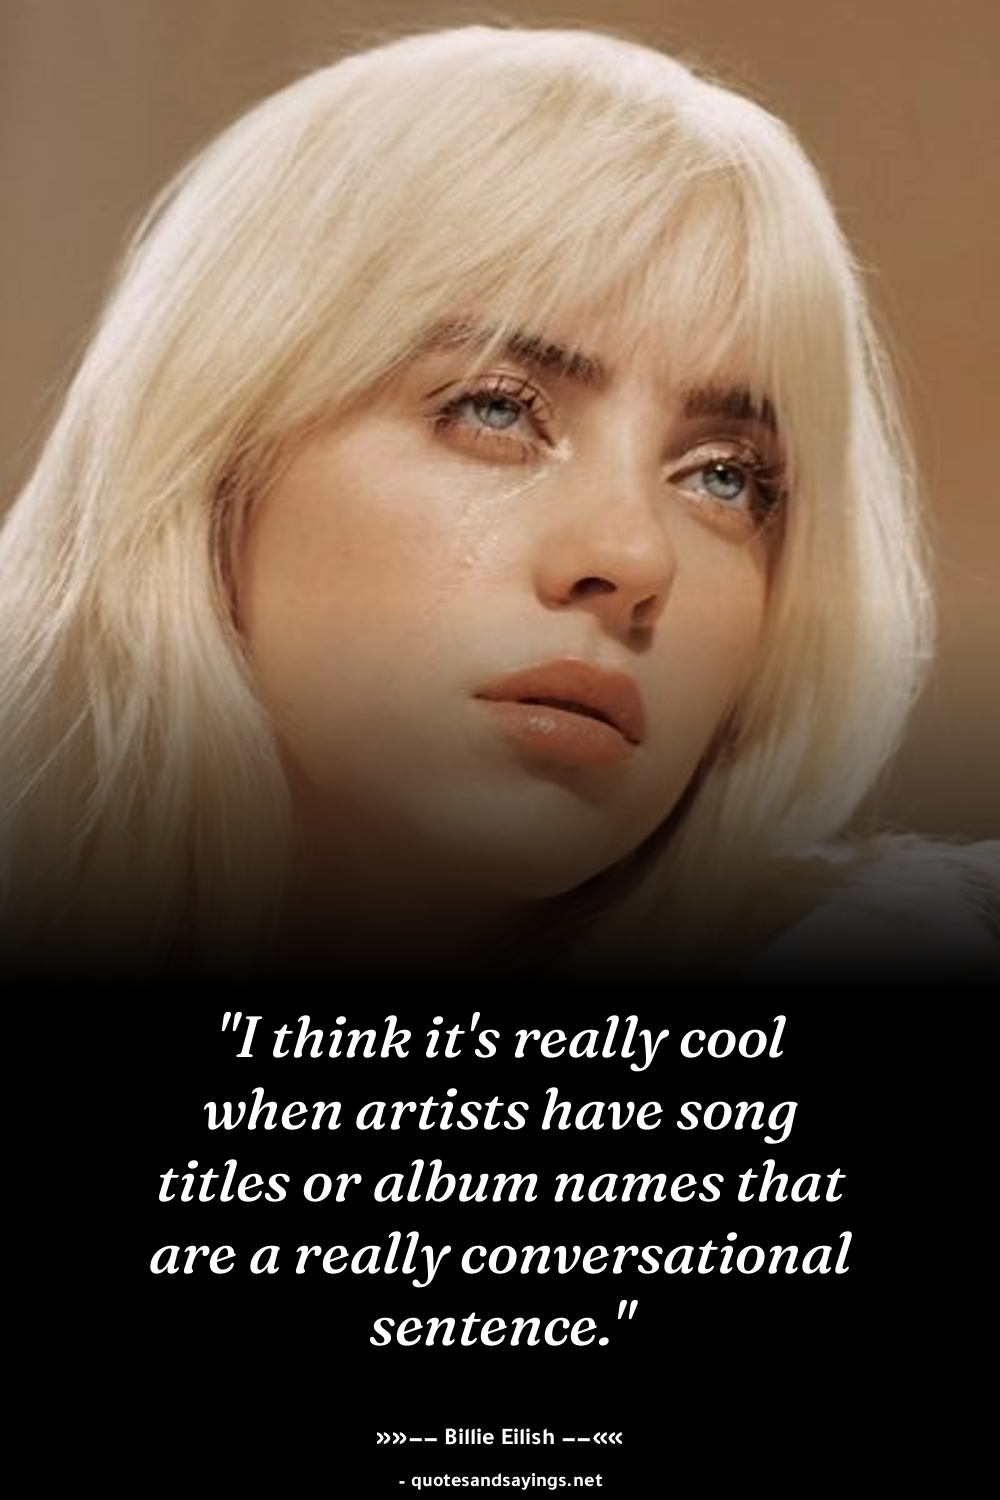 "I think it's really cool
when artists have song
titles or album names that
are a really conversational
sentence."
»»—— Billie Eilish ——««
- quotesandsayings.net